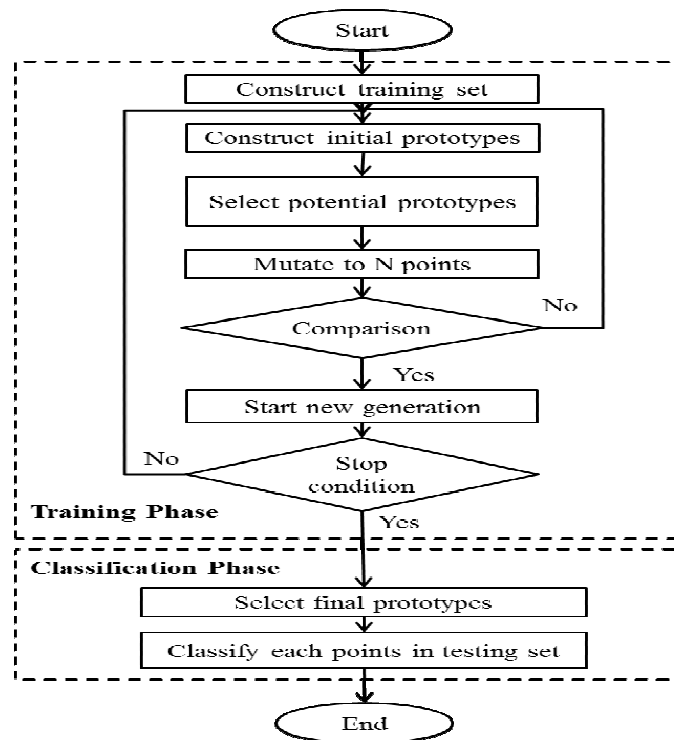 Start
Construct training set
Construct initial prototypes
Select potential prototypes
Mutate to N points
Comparison
No
Yes
Start new generation
No
Stop
condition
Training Phase
Yes
Classification Phase
Select final prototypes
Classify each points in testing set
End